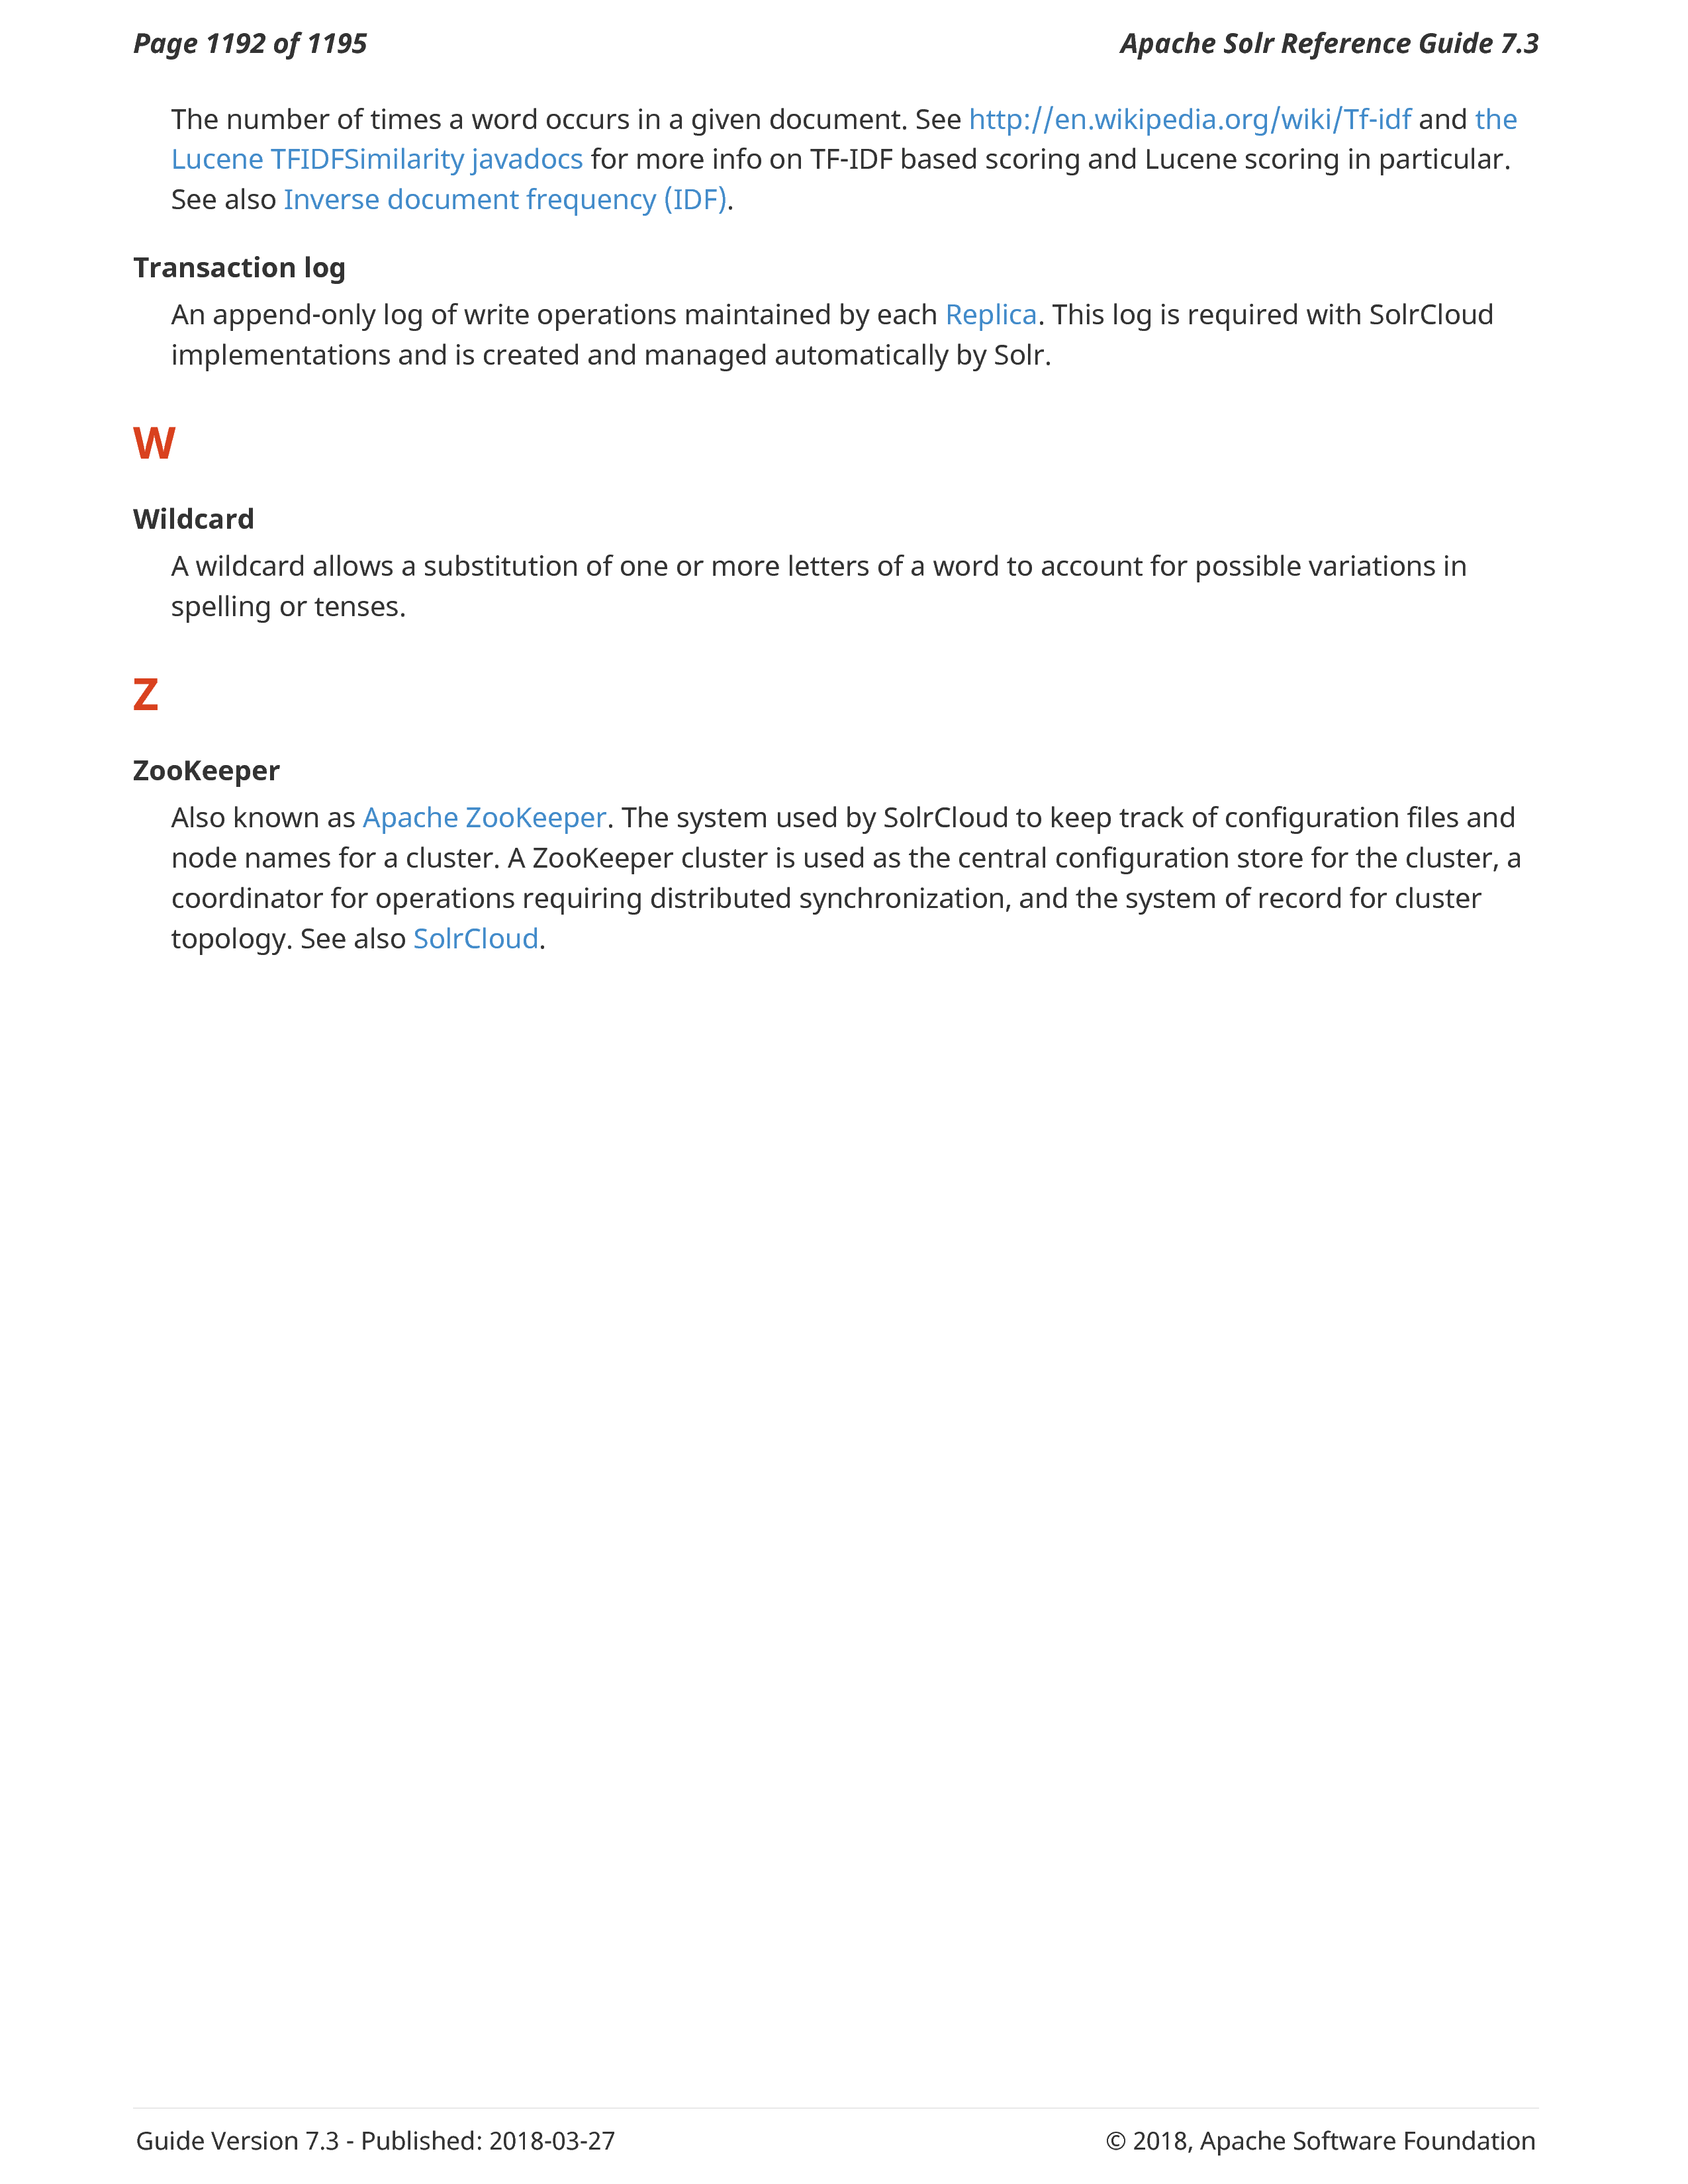 Page 1192 of 1195
Apache Solr Reference Guide 7.3
The number of times a word occurs in a given document. See http://en.wikipedia.org/wiki/Tf-idf and the
Lucene TFIDFSimilarity javadocs for more info on TF-IDF based scoring and Lucene scoring in particular.
See also Inverse document frequency (IDF).
Transaction log
An append-only log of write operations maintained by each Replica. This log is required with SolrCloud
implementations and is created and managed automatically by Solr.
W
Wildcard
A wildcard allows a substitution of one or more letters of a word to account for possible variations in
spelling or tenses.
Z
ZooKeeper
Also known as Apache ZooKeeper. The system used by SolrCloud to keep track of configuration files and
node names for a cluster. A ZooKeeper cluster is used as the central configuration store for the cluster, a
coordinator for operations requiring distributed synchronization, and the system of record for cluster
topology. See also SolrCloud.
Guide Version 7.3 - Published: 2018-03-27
© 2018, Apache Software Foundation